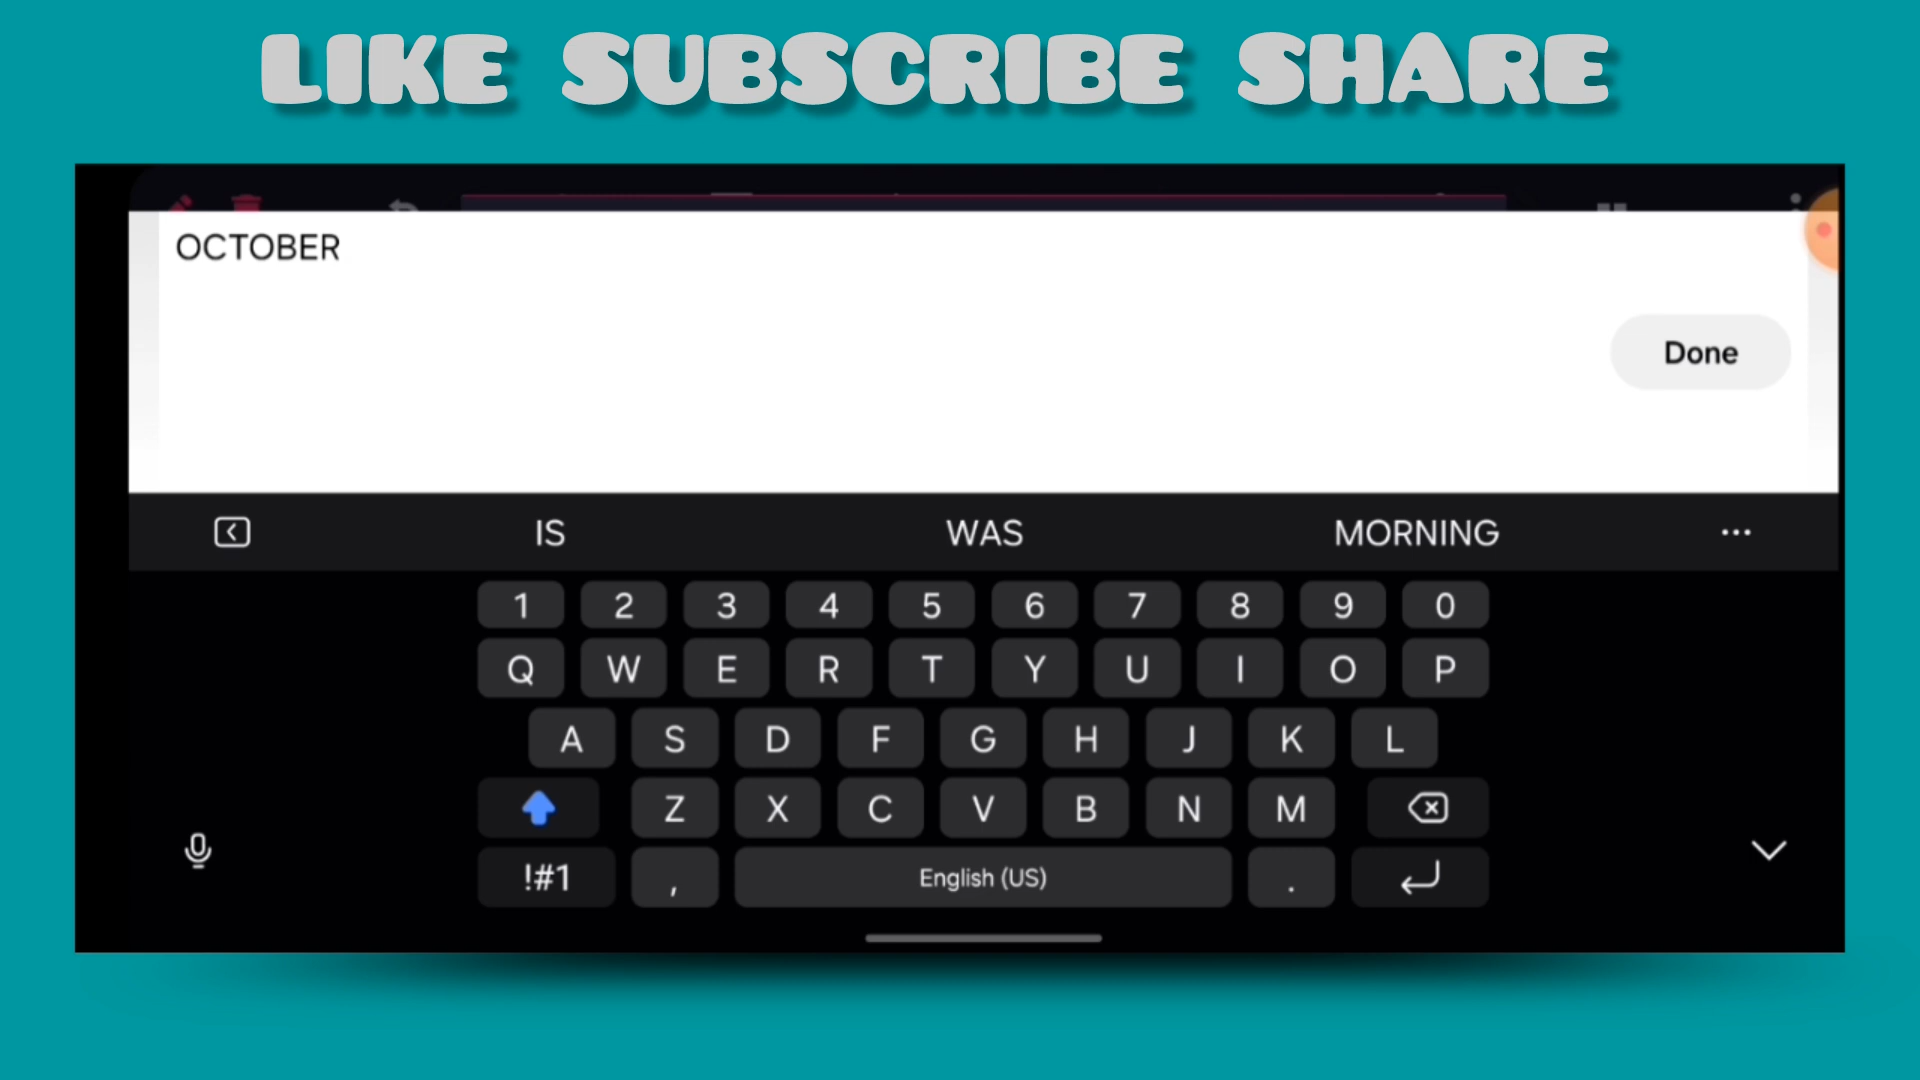 LIKE SUBSCRIBE SHARE
OCTOBER
Done
IS WAS MORNING ...
1 2 3 4 5 6 7 8 9 0
Q W E R T Y U I O P
A S D F G H J K L
Z X C V B N M
!#1 , English (US) .